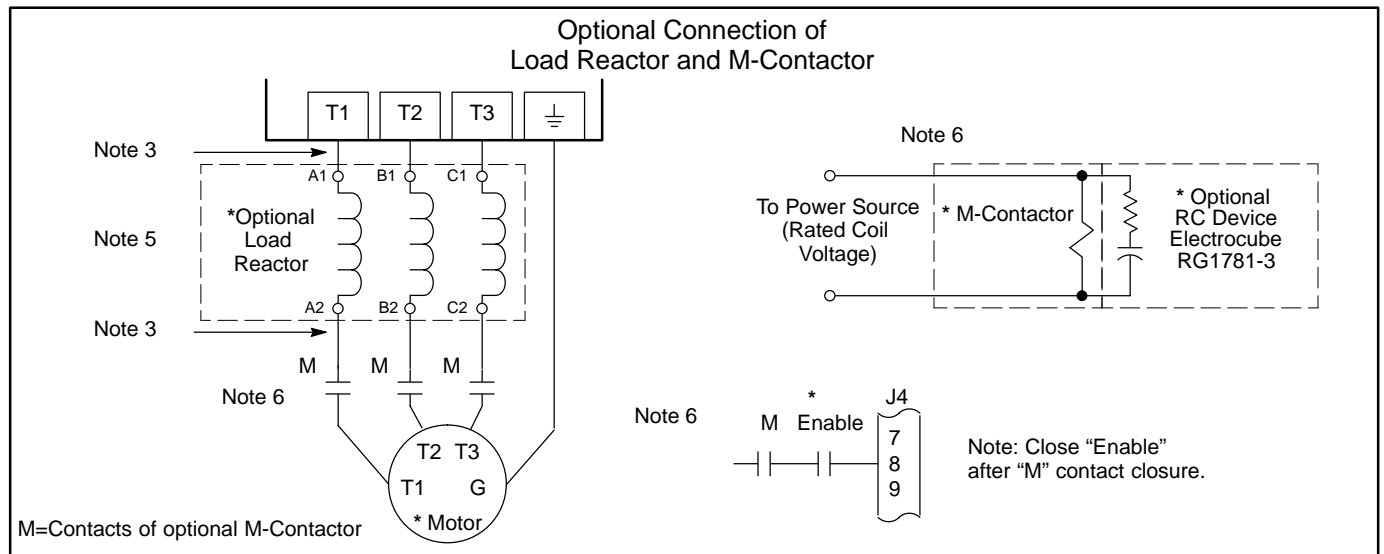 Optional Connection of
Load Reactor and M-Contactor
T1 T2 T3
Note 3
A1 B1 C1
*Optional
Load
Reactor
Note 5
A2 B2 C2
Note 3
M M M
Note 6
T2 T3
T1 G
* Motor
M=Contacts of optional M-Contactor
Note 6
To Power Source
(Rated Coil
Voltage)
* M-Contactor
* Optional
RC Device
Electrocube
RG1781-3
Note 6
*
M Enable
J4
7
8
9
Note: Close “Enable”
after “M” contact closure.